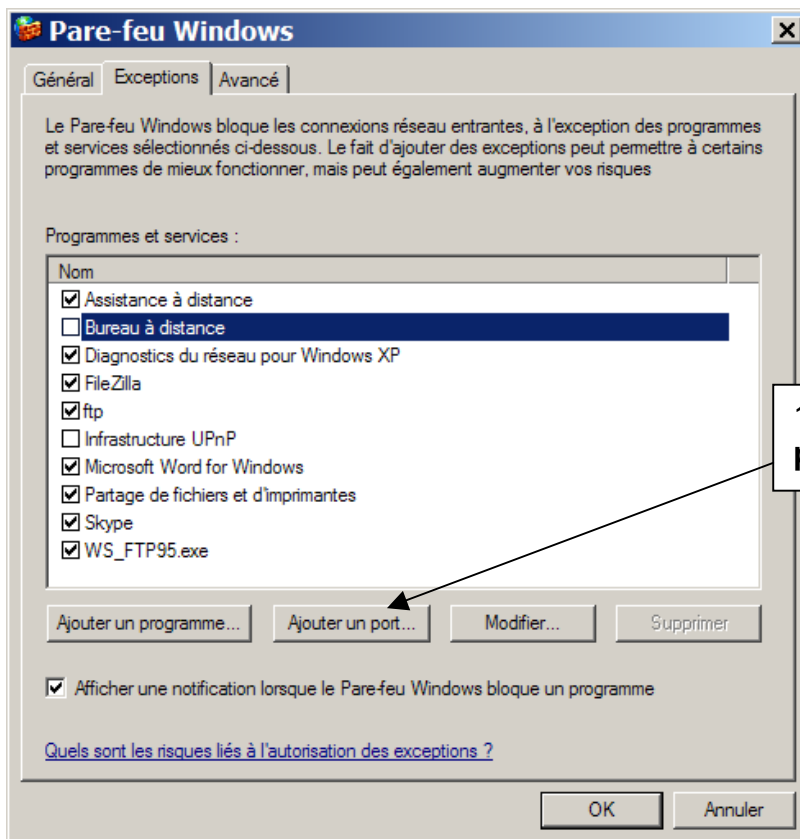 Pare-feu Windows
Général Exceptions Avancé
Le Pare-feu Windows bloque les connexions réseau entrantes, à l'exception des programmes
et services sélectionnés ci-dessous. Le fait d'ajouter des exceptions peut permettre à certains
programmes de mieux fonctionner, mais peut également augmenter vos risques
Programmes et services :
Nom
Assistance à distance
Bureau à distance
Diagnostics du réseau pour Windows XP
FileZilla
ftp
Infrastructure UPnP
Microsoft Word for Windows
Partage de fichiers et d'imprimantes
Skype
WS_FTP95.exe
Ajouter un programme... Ajouter un port... Modifier... Supprimer
Afficher une notification lorsque le Pare-feu Windows bloque un programme
Quels sont les risques liés à l'autorisation des exceptions ?
OK Annuler